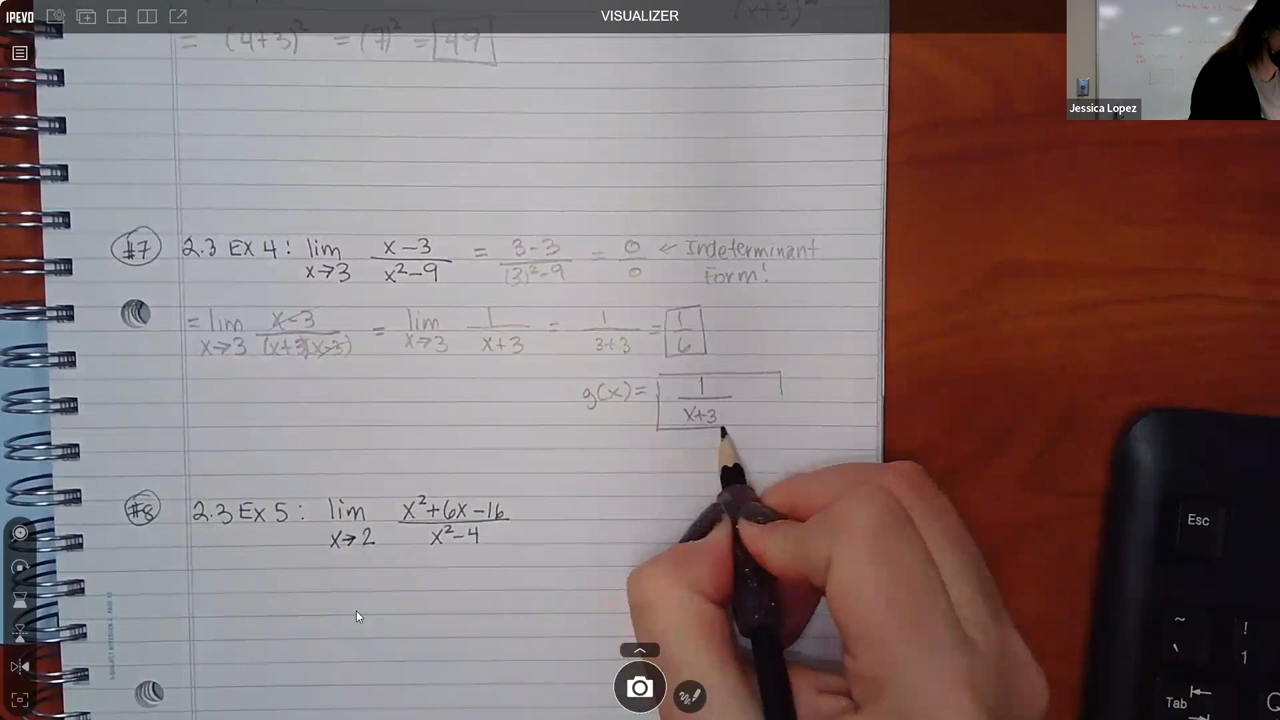 IPEVO
VISUALIZER
(x+3)²
= (4+3)² = (7)² = 49
#7 2.3 EX 4: lim x→3 x-3 / x²-9 = 3-3 / (3)²-9 = 0 / 0 ← Indeterminant Form!
= lim x→3 x-3 / (x+3)(x-3) = lim x→3 1 / x+3 = 1 / 3+3 = 1 / 6
g(x) = 1 / x+3
#8 2.3 EX 5: lim x→2 x²+6x-16 / x²-4
Jessica Lopez
Esc
~ `
! 1
Tab
Q